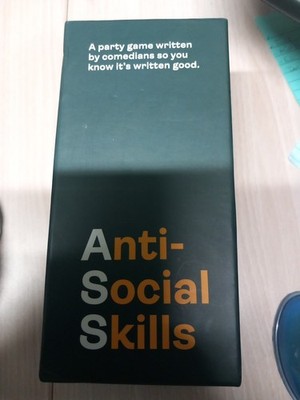 A party game written
by comedians so you
know it's written good.
Anti-
Social
Skills